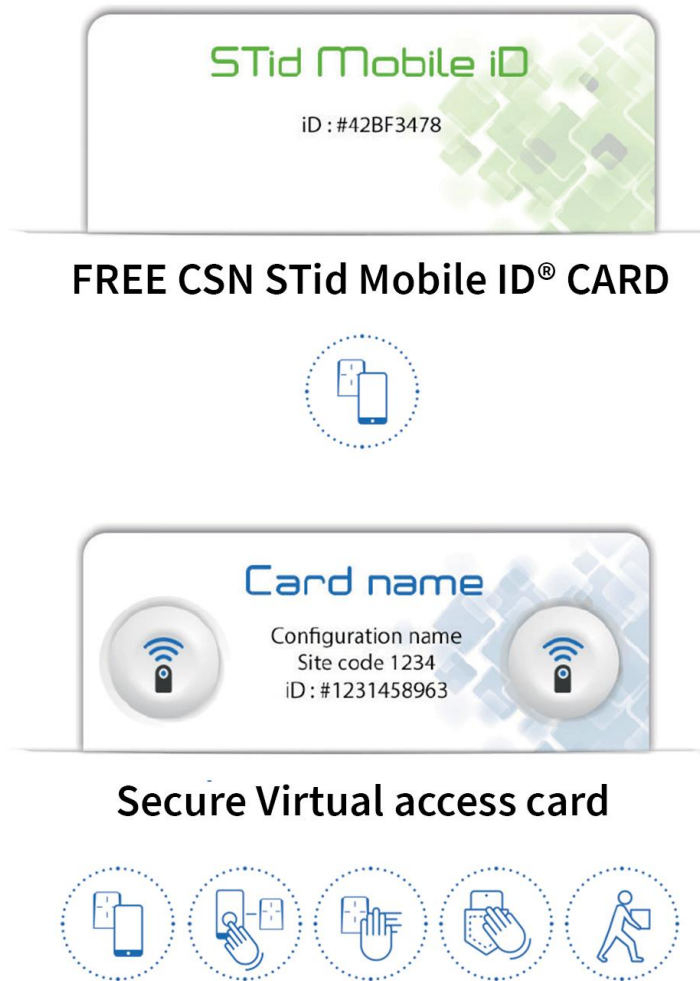 STid Mobile iD
iD : #42BF3478
FREE CSN STid Mobile ID® CARD
Card name
Configuration name
Site code 1234
iD : #1231458963
Secure Virtual access card